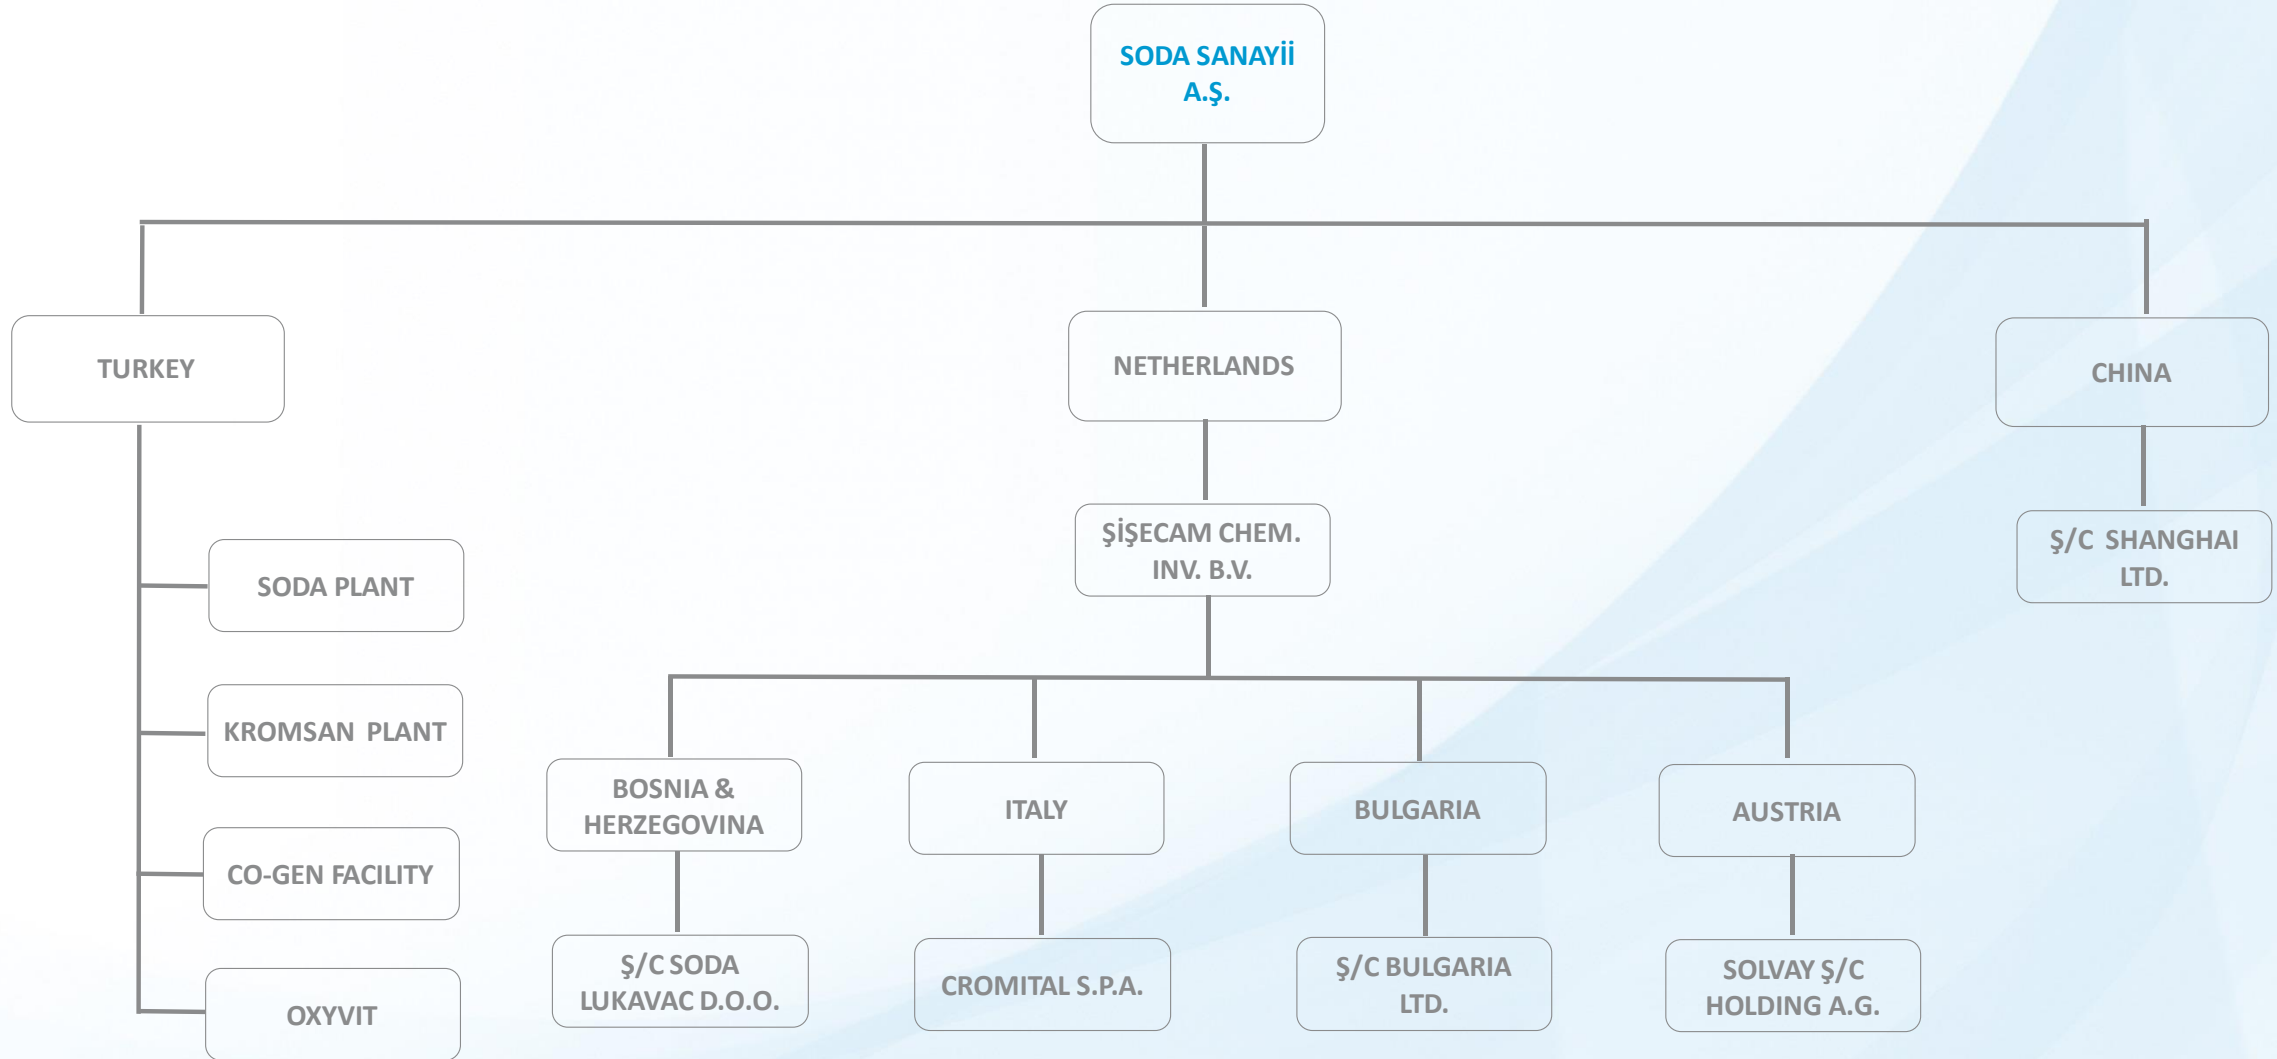 SODA SANAYİİ
A.Ş.
TURKEY
NETHERLANDS
CHINA
ŞİŞECAM CHEM.
INV. B.V.
Ş/C SHANGHAI
LTD.
SODA PLANT
KROMSAN PLANT
CO-GEN FACILITY
OXYVIT
BOSNIA &
HERZEGOVINA
ITALY
BULGARIA
AUSTRIA
Ş/C SODA
LUKAVAC D.O.O.
CROMITAL S.P.A.
Ş/C BULGARIA
LTD.
SOLVAY Ş/C
HOLDING A.G.